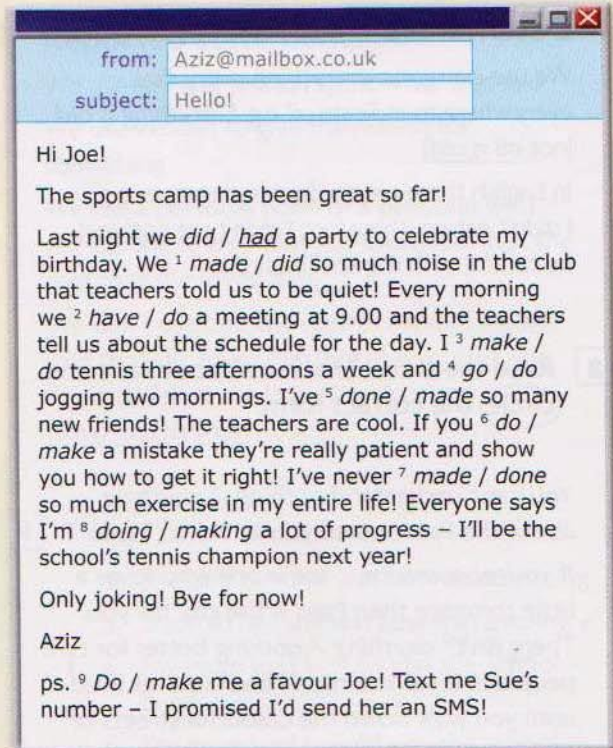 from: Aziz@mailbox.co.uk
subject: Hello!
Hi Joe!
The sports camp has been great so far!
Last night we did / had a party to celebrate my
birthday. We ¹ made / did so much noise in the club
that teachers told us to be quiet! Every morning
we ² have / do a meeting at 9.00 and the teachers
tell us about the schedule for the day. I ³ make /
do tennis three afternoons a week and ⁴ go / do
jogging two mornings. I've ⁵ done / made so many
new friends! The teachers are cool. If you ⁶ do /
make a mistake they're really patient and show
you how to get it right! I've never ⁷ made / done
so much exercise in my entire life! Everyone says
I'm ⁸ doing / making a lot of progress – I'll be the
school's tennis champion next year!
Only joking! Bye for now!
Aziz
ps. ⁹ Do / make me a favour Joe! Text me Sue's
number – I promised I'd send her an SMS!